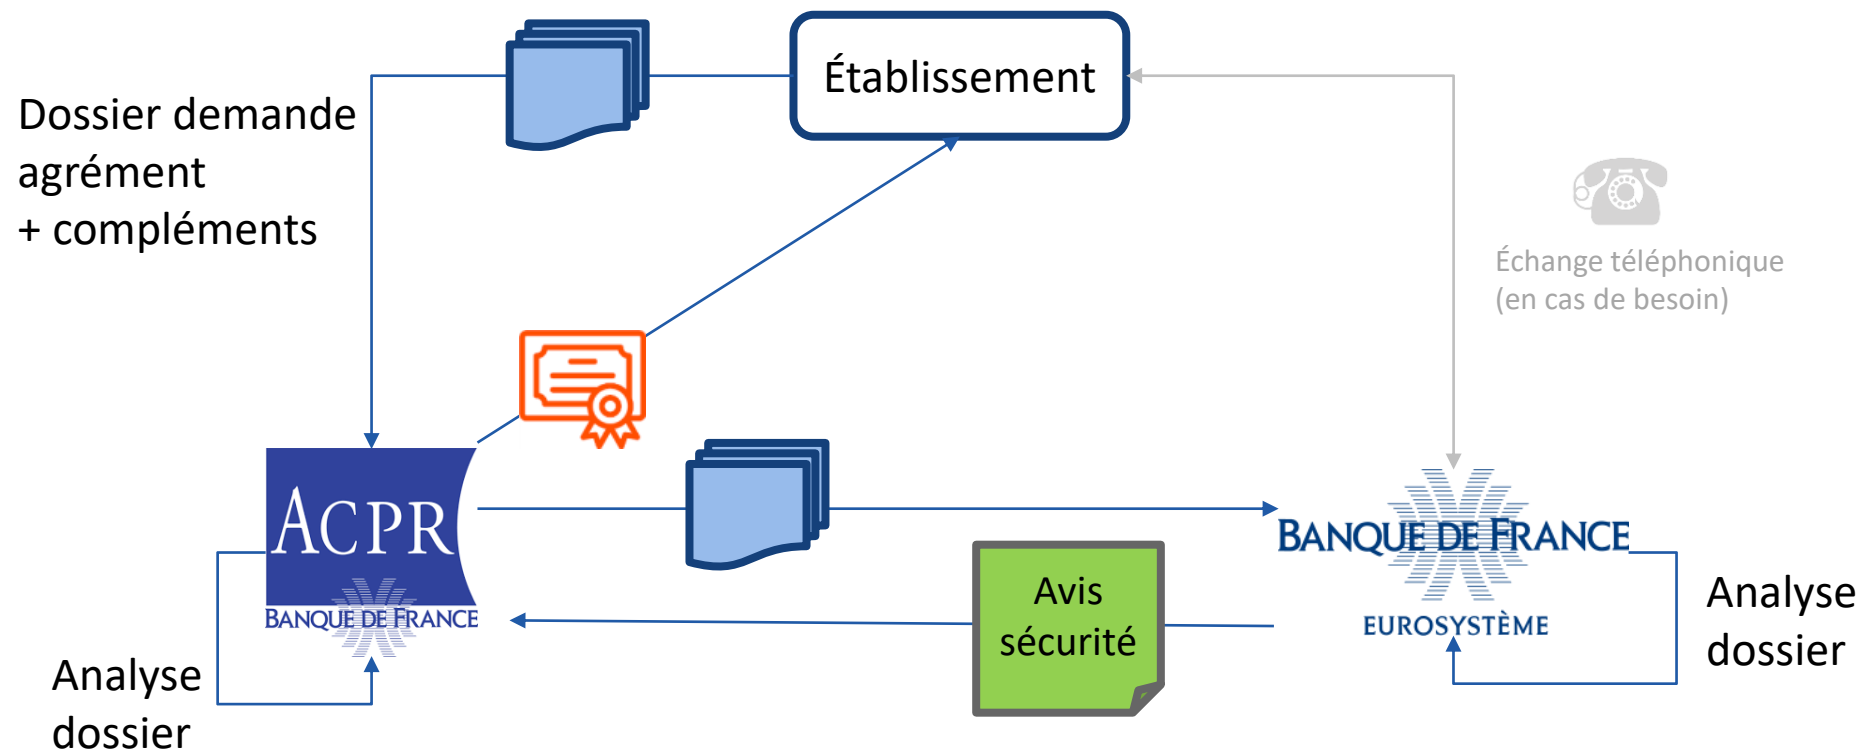 Établissement
Dossier demande
agrément
+ compléments
Échange téléphonique
(en cas de besoin)
ACPR
BANQUE DE FRANCE
BANQUE DE FRANCE
EUROSYSTÈME
Avis
sécurité
Analyse
dossier
Analyse
dossier